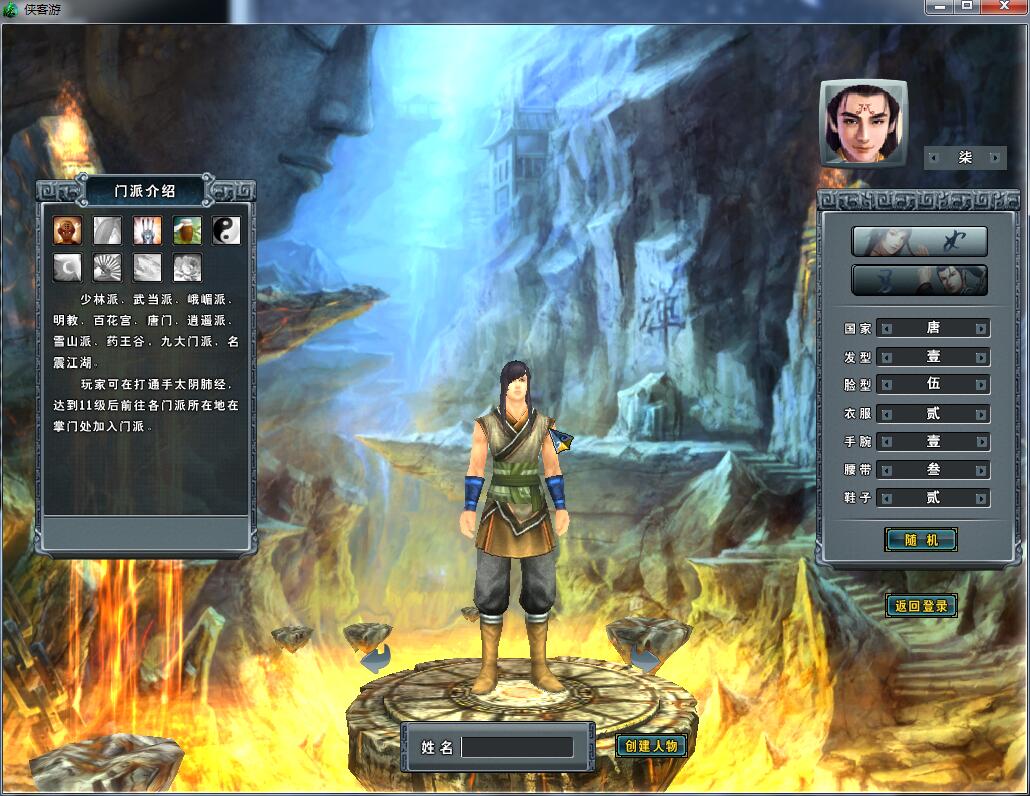 侠客游
门派介绍
少林派、武当派、峨嵋派、
明教、百花宫、唐门、逍遥派、
雪山派、药王谷，九大门派，名
震江湖。
玩家可在打通手太阴肺经，
达到11级后前往各门派所在地在
掌门处加入门派。
柒
女
国家 唐
发型 壹
脸型 伍
衣服 贰
手腕 壹
腰带 叁
鞋子 贰
随机
返回登录
禅
姓名
创建人物